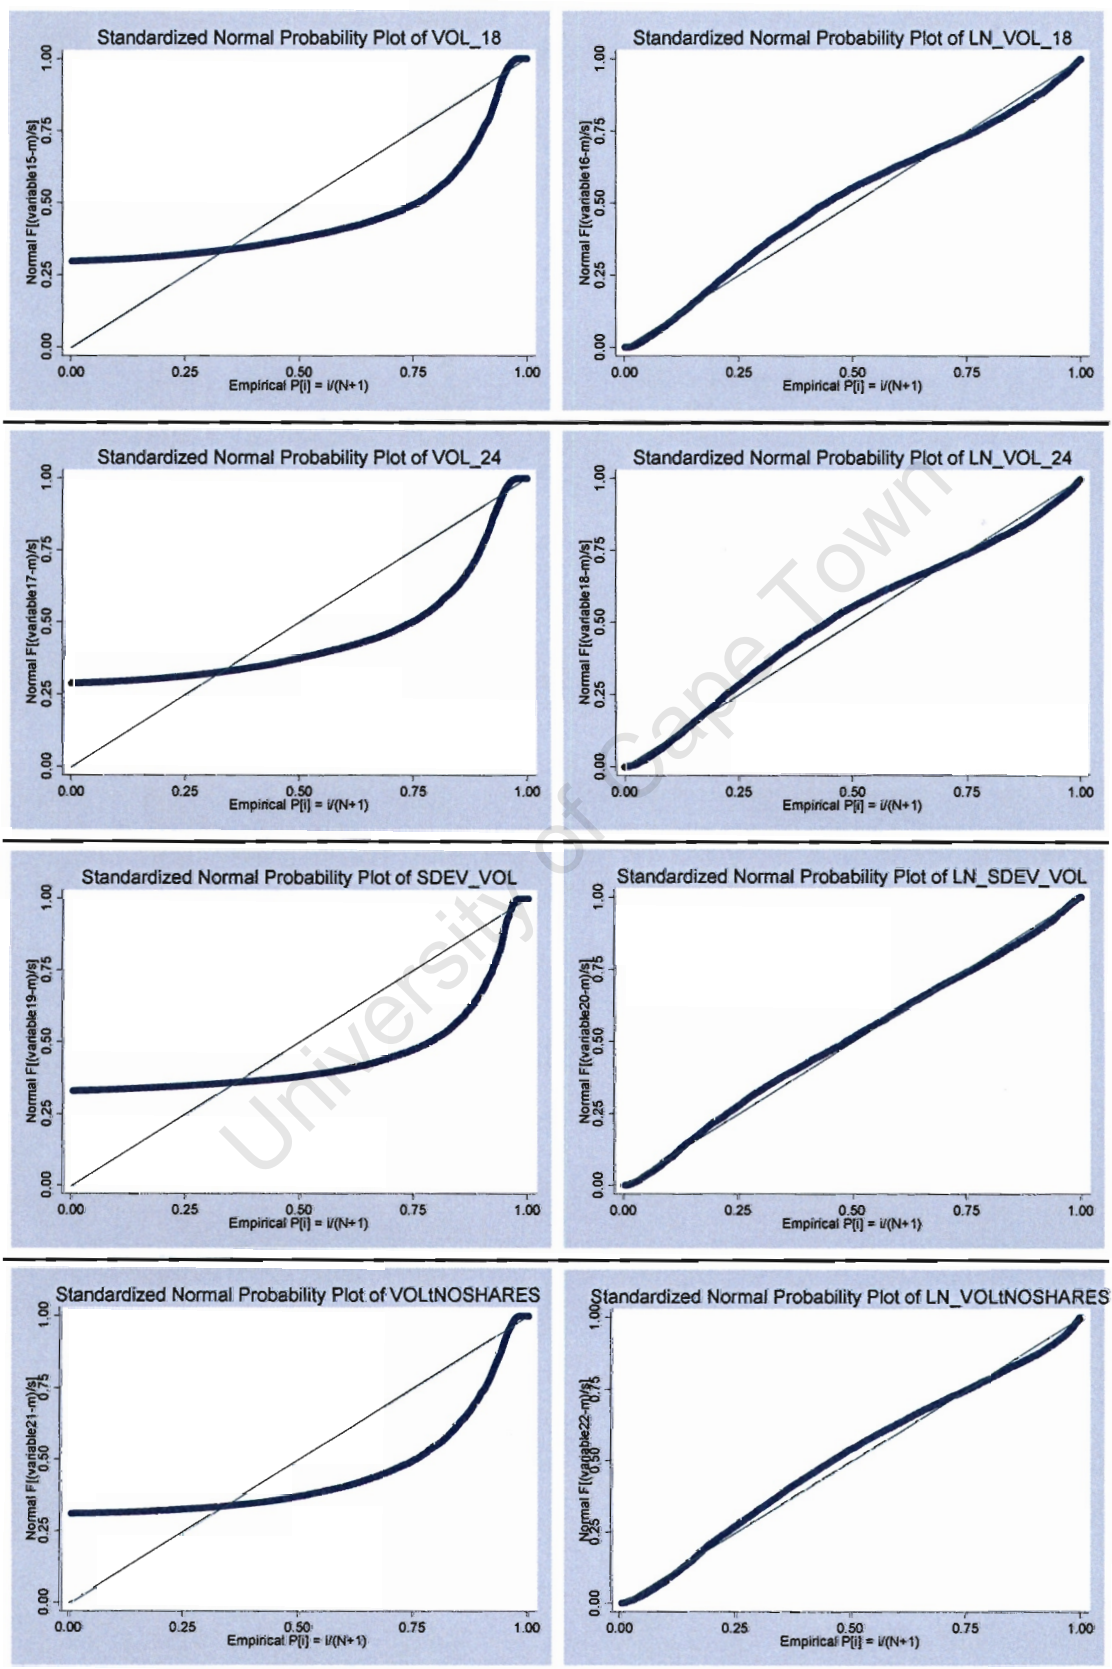 Standardized Normal Probability Plot of VOL_18
Normal F[(variable15-m)/s]
0.00 0.25 0.50 0.75 1.00
0.00 0.25 0.50 0.75 1.00
Empirical P[i] = i/(N+1)
Standardized Normal Probability Plot of LN_VOL_18
Normal F[(variable16-m)/s]
0.00 0.25 0.50 0.75 1.00
0.00 0.25 0.50 0.75 1.00
Empirical P[i] = i/(N+1)
Standardized Normal Probability Plot of VOL_24
Normal F[(variable17-m)/s]
0.00 0.25 0.50 0.75 1.00
0.00 0.25 0.50 0.75 1.00
Empirical P[i] = i/(N+1)
Standardized Normal Probability Plot of LN_VOL_24
Normal F[(variable18-m)/s]
0.00 0.25 0.50 0.75 1.00
0.00 0.25 0.50 0.75 1.00
Empirical P[i] = i/(N+1)
Standardized Normal Probability Plot of SDEV_VOL
Normal F[(variable19-m)/s]
0.00 0.25 0.50 0.75 1.00
0.00 0.25 0.50 0.75 1.00
Empirical P[i] = i/(N+1)
Standardized Normal Probability Plot of LN_SDEV_VOL
Normal F[(variable20-m)/s]
0.00 0.25 0.50 0.75 1.00
0.00 0.25 0.50 0.75 1.00
Empirical P[i] = i/(N+1)
Standardized Normal Probability Plot of VOLtNOSHARES
Normal F[(variable21-m)/s]
0.00 0.25 0.50 0.75 1.00
0.00 0.25 0.50 0.75 1.00
Empirical P[i] = i/(N+1)
Standardized Normal Probability Plot of LN_VOLtNOSHARES
Normal F[(variable22-m)/s]
0.00 0.25 0.50 0.75 1.00
0.00 0.25 0.50 0.75 1.00
Empirical P[i] = i/(N+1)
University of Cape Town